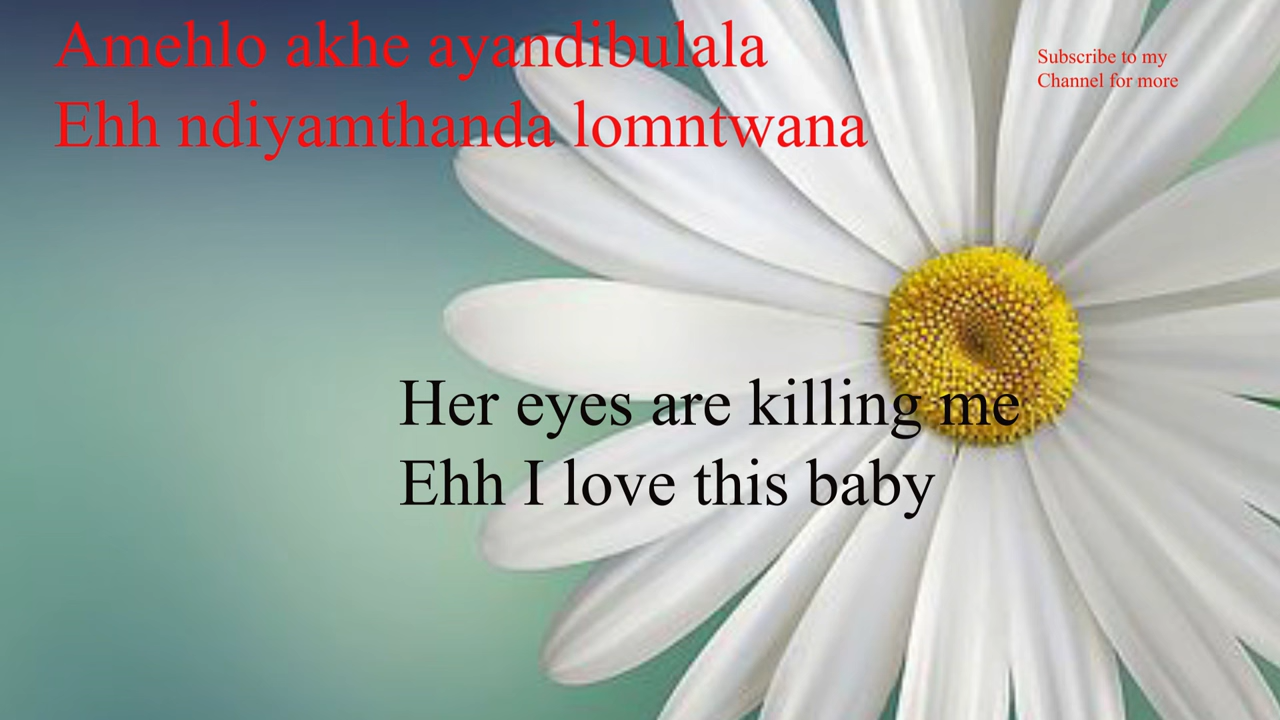 Amehlo akhe ayandibulala
Ehh ndiyamthanda lomntwana
Subscribe to my
Channel for more
Her eyes are killing me
Ehh I love this baby